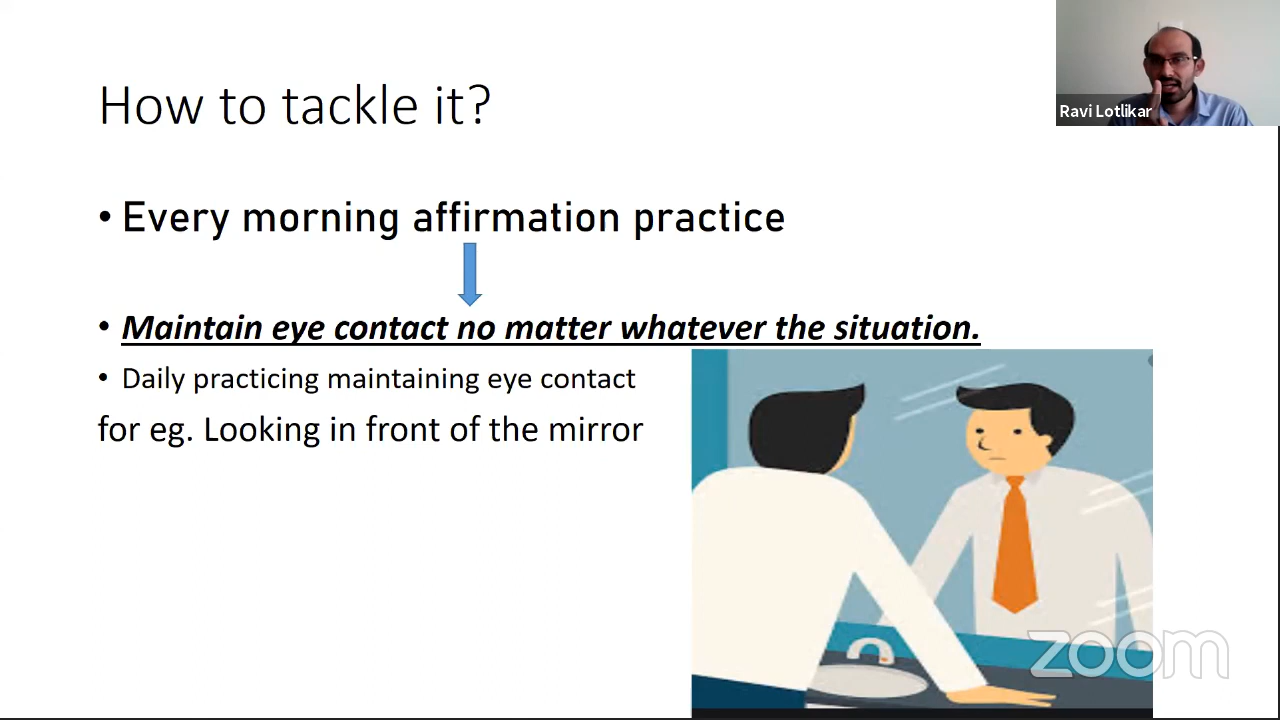 How to tackle it?
Ravi Lotlikar
• Every morning affirmation practice
• Maintain eye contact no matter whatever the situation.
• Daily practicing maintaining eye contact
for eg. Looking in front of the mirror
zoom